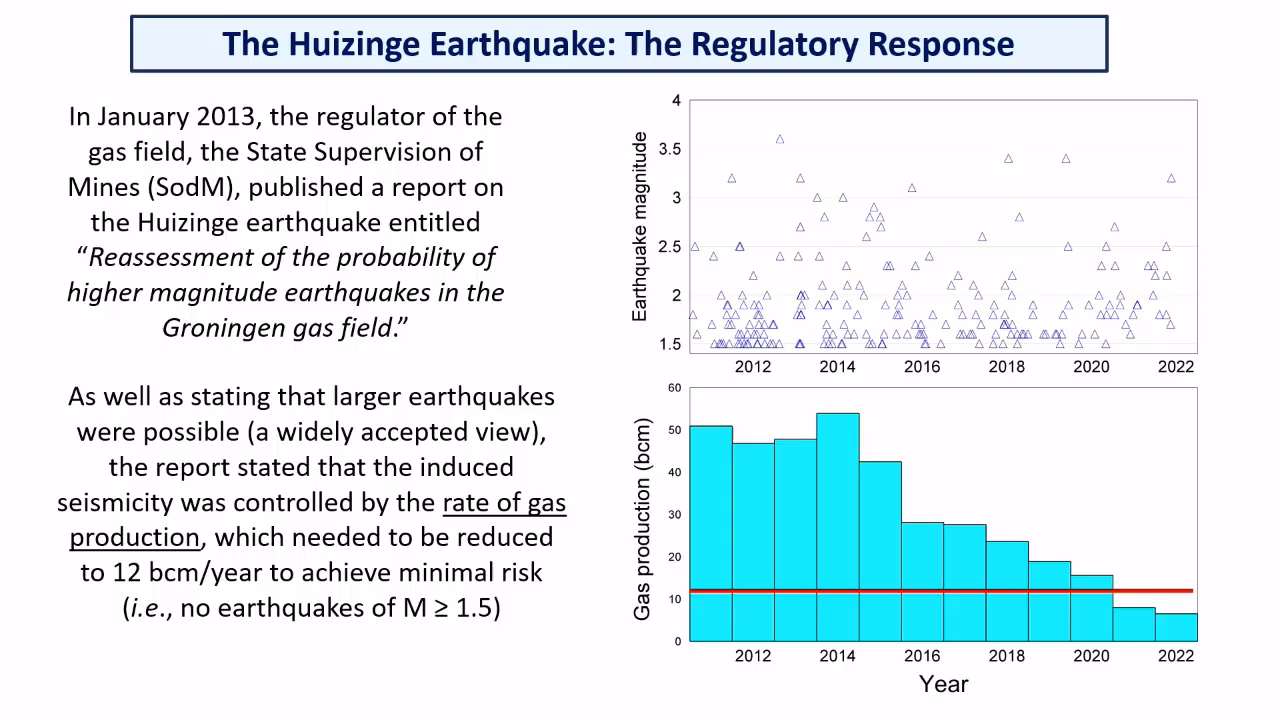 The Huizinge Earthquake: The Regulatory Response
In January 2013, the regulator of the
gas field, the State Supervision of
Mines (SodM), published a report on
the Huizinge earthquake entitled
“Reassessment of the probability of
higher magnitude earthquakes in the
Groningen gas field.”
As well as stating that larger earthquakes
were possible (a widely accepted view),
the report stated that the induced
seismicity was controlled by the rate of gas
production, which needed to be reduced
to 12 bcm/year to achieve minimal risk
(i.e., no earthquakes of M ≥ 1.5)
Earthquake magnitude
4
3.5
3
2.5
2
1.5
2012 2014 2016 2018 2020 2022
Gas production (bcm)
60
50
40
30
20
10
0
2012 2014 2016 2018 2020 2022
Year